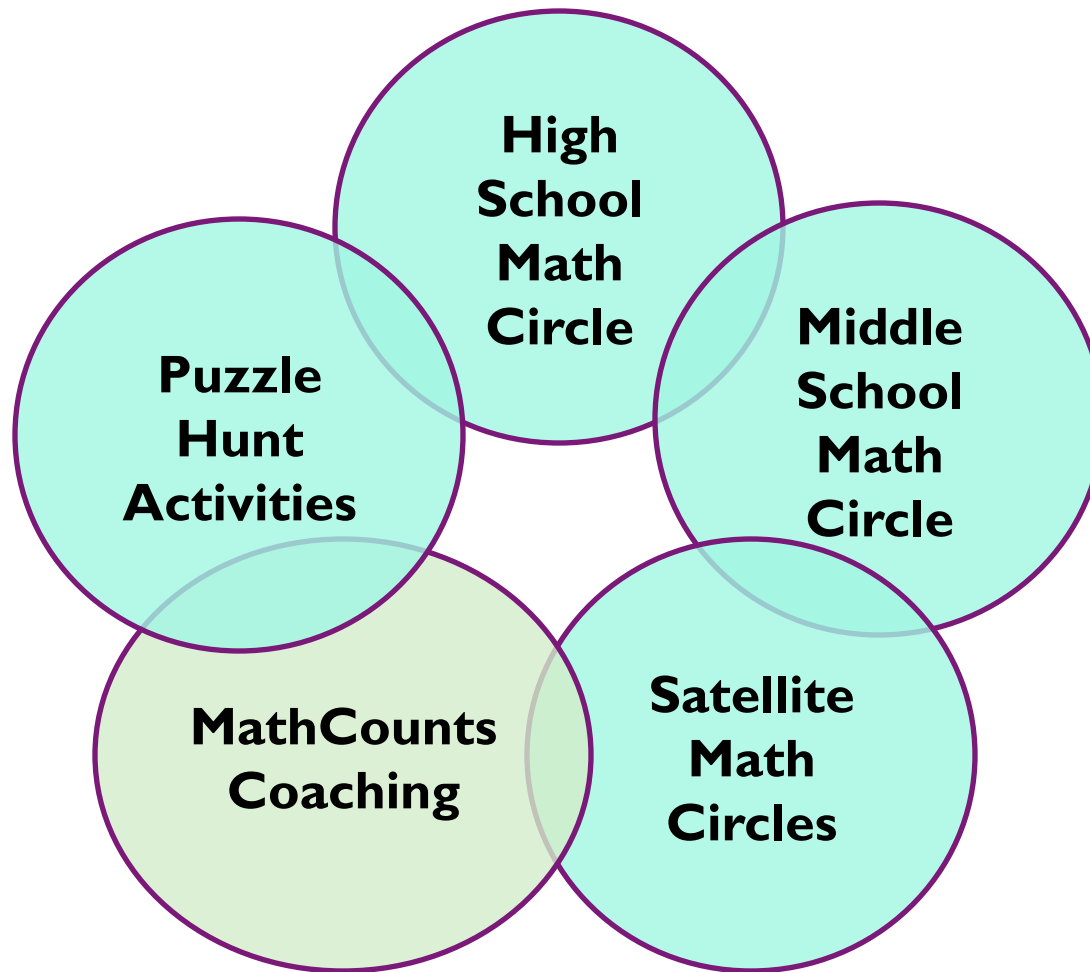 High
School
Math
Circle
Middle
School
Math
Circle
Puzzle
Hunt
Activities
Satellite
Math
Circles
MathCounts
Coaching